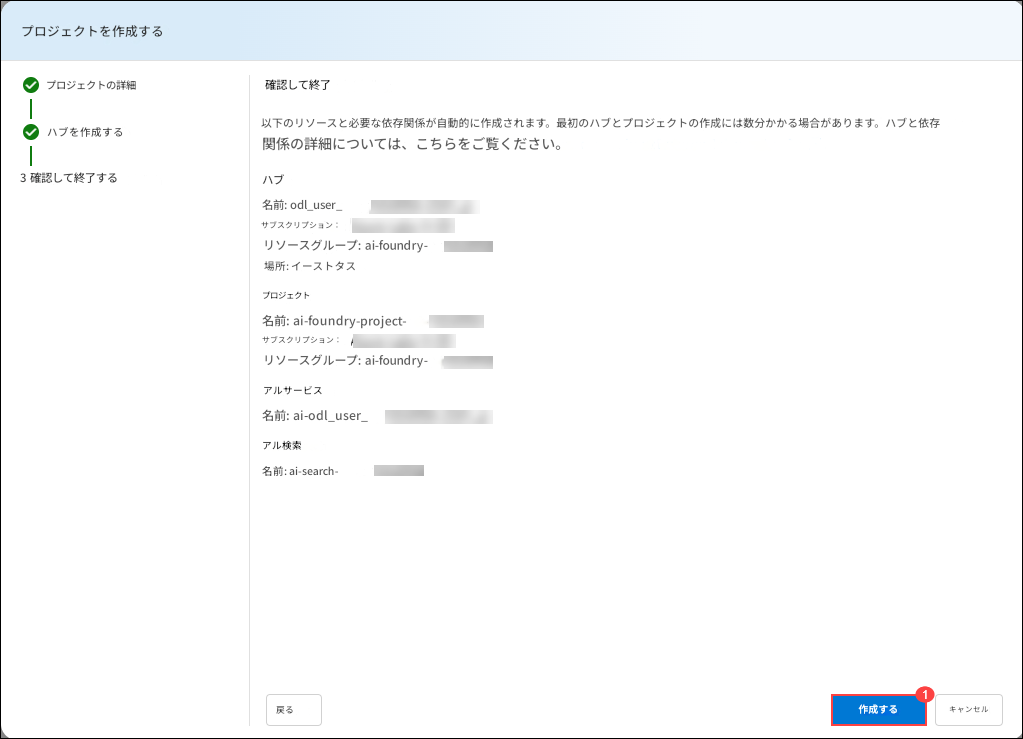 プロジェクトを作成する
プロジェクトの詳細
ハブを作成する
3 確認して終了する
確認して終了
以下のリソースと必要な依存関係が自動的に作成されます。最初のハブとプロジェクトの作成には数分かかる場合があります。ハブと依存
関係の詳細については、こちらをご覧ください。
ハブ
名前: odl_user_
サブスクリプション：
リソースグループ: ai-foundry-
場所: イーストタス
プロジェクト
名前: ai-foundry-project-
サブスクリプション：
リソースグループ: ai-foundry-
アルサービス
名前: ai-odl_user_
アル検索
名前: ai-search-
戻る
作成する
1
キャンセル